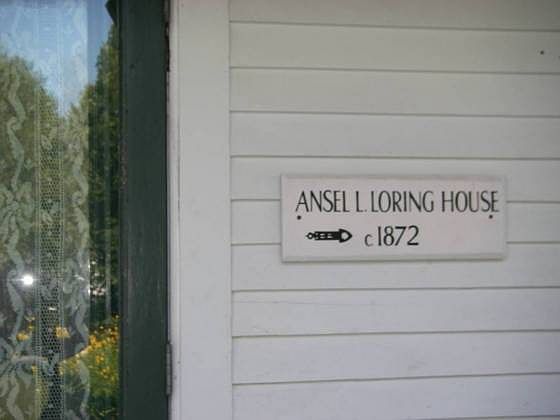 ANSEL L. LORING HOUSE
c 1872